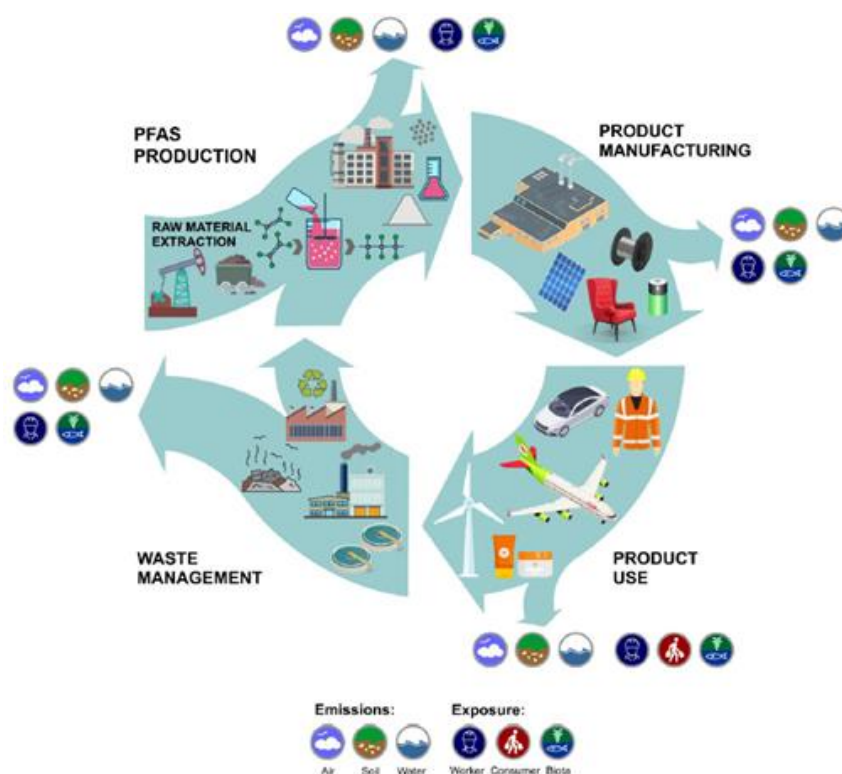 PFAS
PRODUCTION
PRODUCT
MANUFACTURING
RAW MATERIAL
EXTRACTION
WASTE
MANAGEMENT
PRODUCT
USE
Emissions: Exposure:
Air Soil Water Worker Consumer Biota